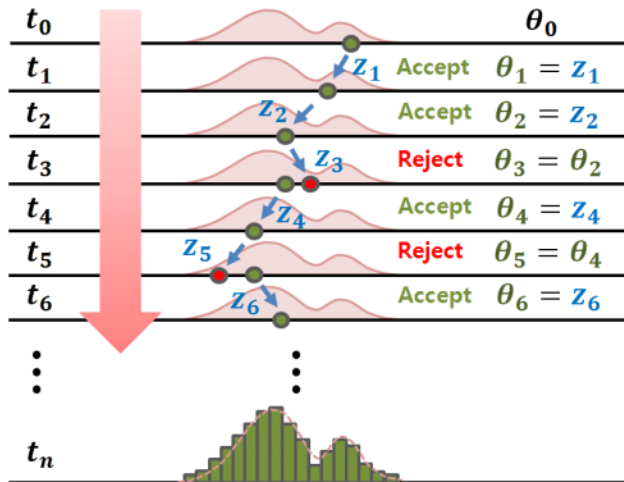 t₀ θ₀
t₁ z₁ Accept θ₁ = z₁
t₂ z₂ Accept θ₂ = z₂
t₃ z₃ Reject θ₃ = θ₂
t₄ z₄ Accept θ₄ = z₄
t₅ z₅ Reject θ₅ = θ₄
t₆ z₆ Accept θ₆ = z₆
⋮ ⋮
tₙ